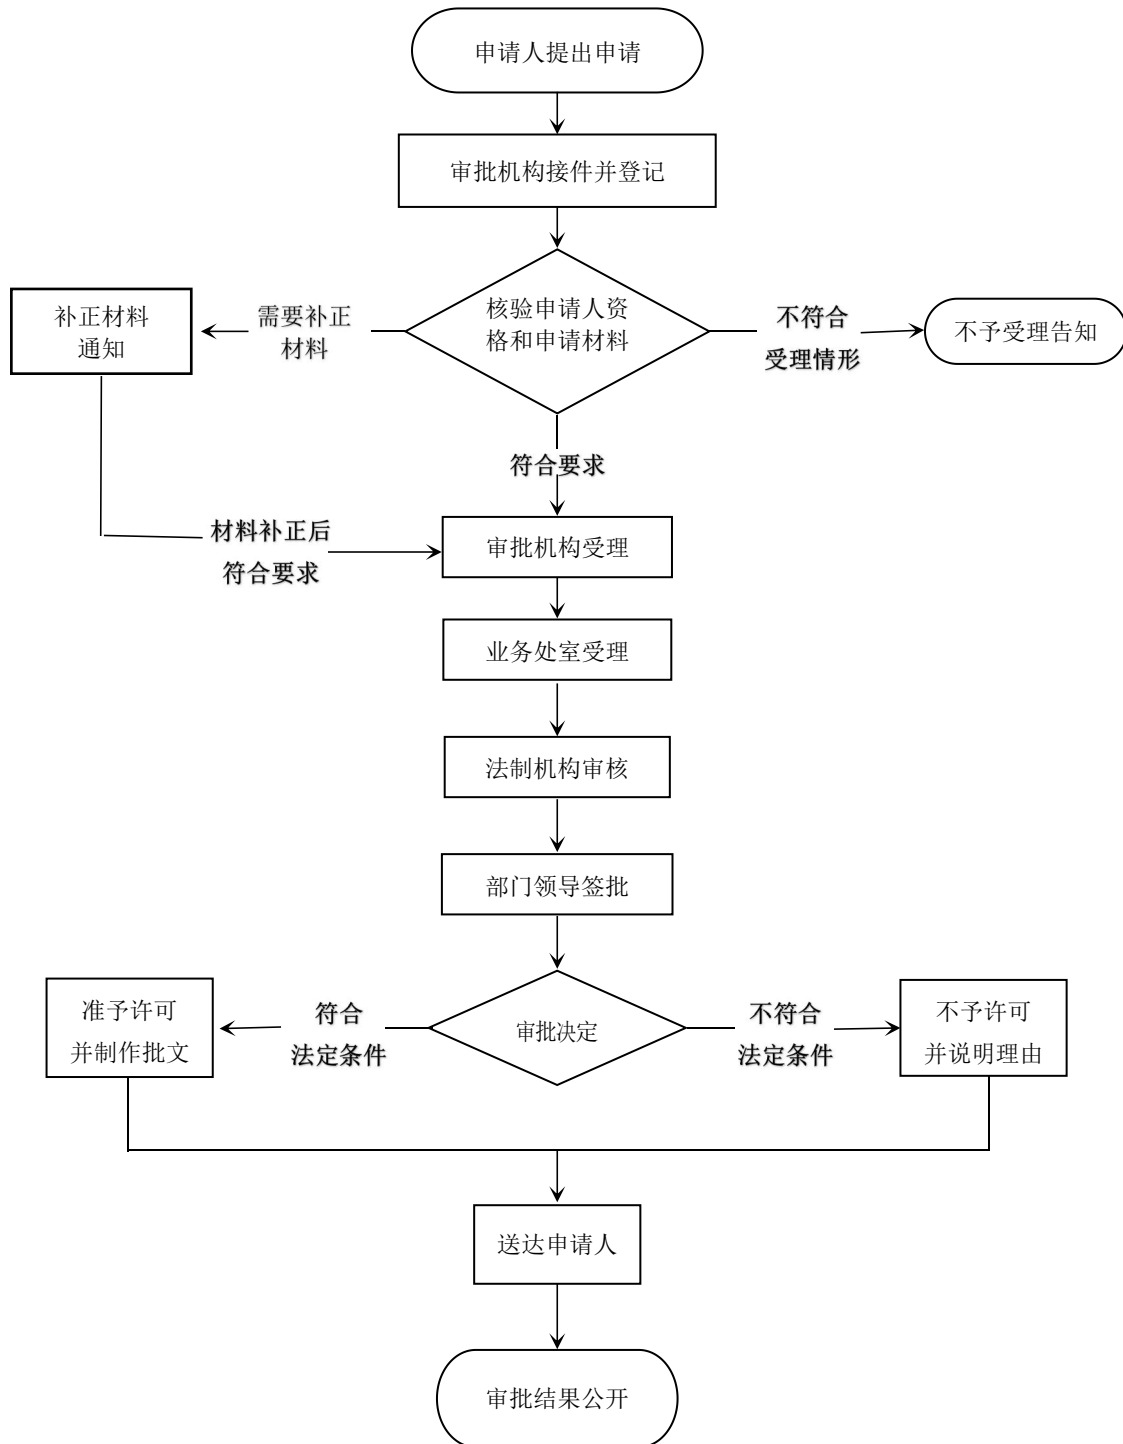 申请人提出申请
审批机构接件并登记
补正材料
通知
需要补正
材料
核验申请人资
格和申请材料
不符合
受理情形
不予受理告知
符合要求
材料补正后
符合要求
审批机构受理
业务处室受理
法制机构审核
部门领导签批
准予许可
并制作批文
符合
法定条件
审批决定
不符合
法定条件
不予许可
并说明理由
送达申请人
审批结果公开